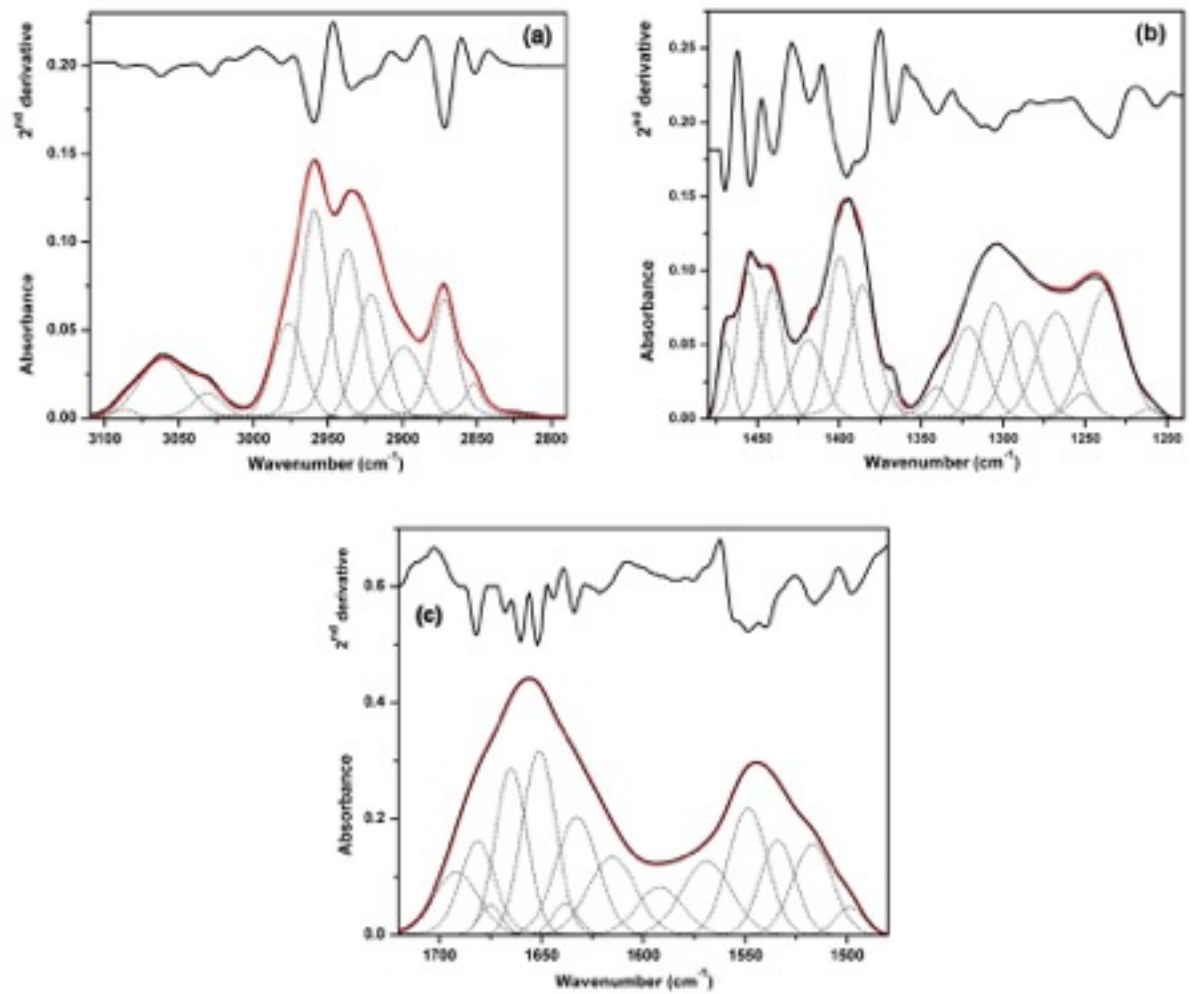 (a)
2nd derivative
0.20
0.15
0.10
0.05
0.00
Absorbance
3100 3050 3000 2950 2900 2850 2800
Wavenumber (cm-1)
(b)
2nd derivative
0.25
0.20
0.15
0.10
0.05
0.00
Absorbance
1450 1400 1350 1300 1250 1200
Wavenumber (cm-1)
(c)
2nd derivative
0.6
0.4
0.2
0.0
Absorbance
1700 1650 1600 1550 1500
Wavenumber (cm-1)